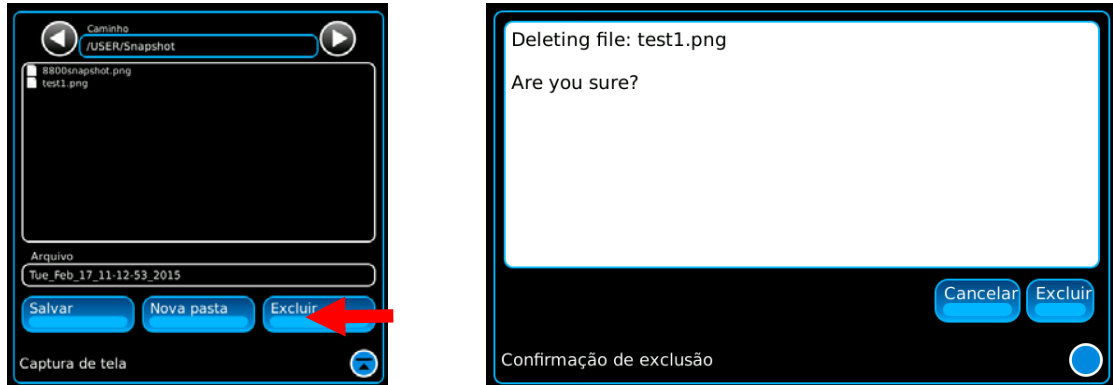 Caminho
/USER/Snapshot
8800snapshot.png
test1.png
Arquivo
Tue_Feb_17_11-12-53_2015
Salvar
Nova pasta
Excluir
Captura de tela
Deleting file: test1.png
Are you sure?
Cancelar
Excluir
Confirmação de exclusão